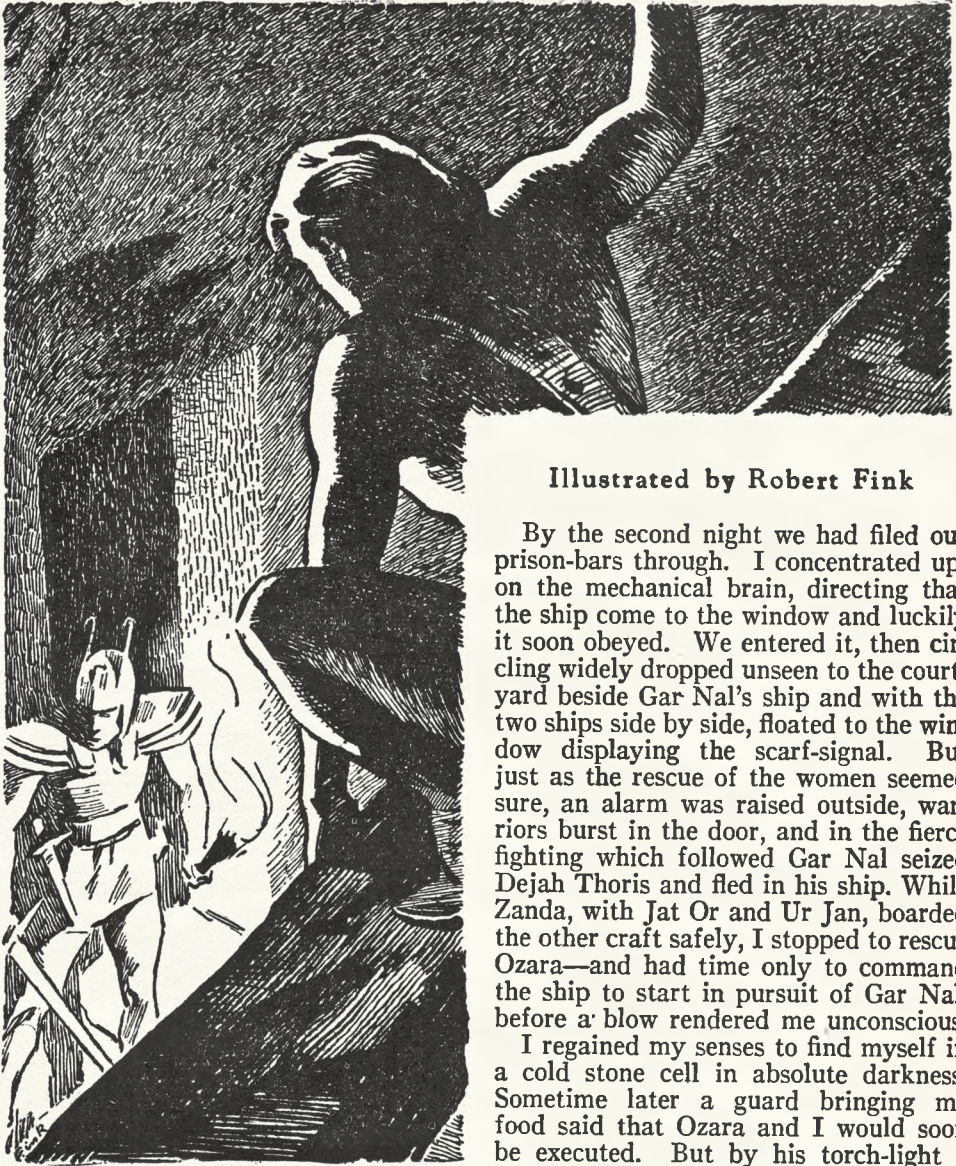 Illustrated by Robert Fink
By the second night we had filed ou
prison-bars through. I concentrated up
on the mechanical brain, directing tha
the ship come to the window and luckily
it soon obeyed. We entered it, then cir
cling widely dropped unseen to the court
yard beside Gar Nal's ship and with th
two ships side by side, floated to the win
dow displaying the scarf-signal. Bu
just as the rescue of the women seeme
sure, an alarm was raised outside, war
riors burst in the door, and in the fierc
fighting which followed Gar Nal seize
Dejah Thoris and fled in his ship. Whil
Zanda, with Jat Or and Ur Jan, boarde
the other craft safely, I stopped to rescu
Ozara—and had time only to comman
the ship to start in pursuit of Gar Na
before a blow rendered me unconscious
I regained my senses to find myself i
a cold stone cell in absolute darkness
Sometime later a guard bringing m
food said that Ozara and I would soo
be executed. But by his torch-light